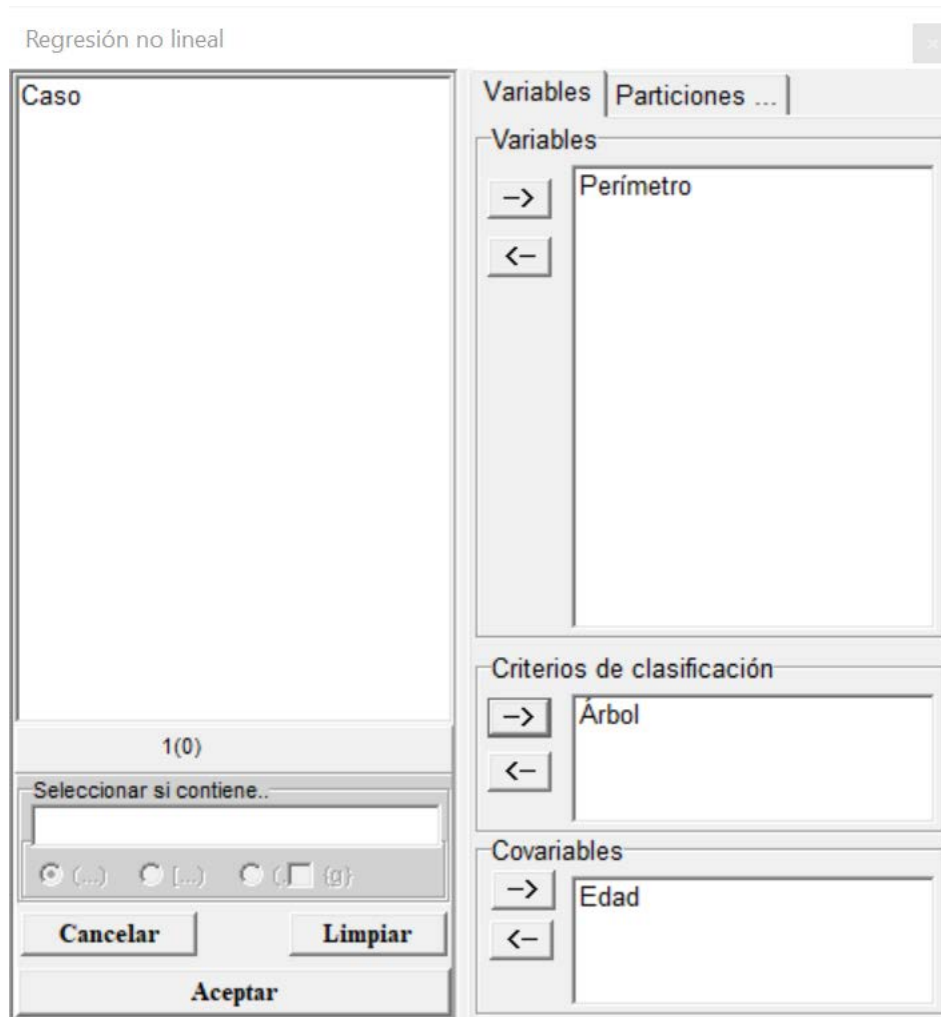 Regresión no lineal
Caso
1(0)
Seleccionar si contiene..
(...) [...) (. {g}
Cancelar Limpiar
Aceptar
Variables Particiones ...
Variables
-->
Perímetro
<--
Criterios de clasificación
-->
Árbol
<--
Covariables
-->
Edad
<--